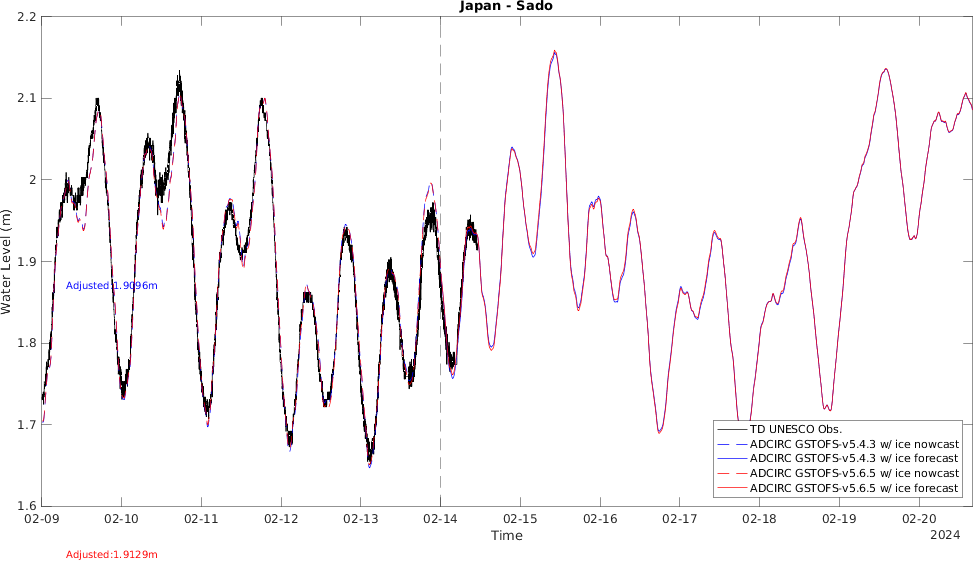 Japan - Sado
2.2
2.1
2
1.9
1.8
1.7
1.6
Water Level (m)
Adjusted:1.9096m
TD UNESCO Obs.
ADCIRC GSTOFS-v5.4.3 w/ ice nowcast
ADCIRC GSTOFS-v5.4.3 w/ ice forecast
ADCIRC GSTOFS-v5.6.5 w/ ice nowcast
ADCIRC GSTOFS-v5.6.5 w/ ice forecast
02-09 02-10 02-11 02-12 02-13 02-14 02-15 02-16 02-17 02-18 02-19 02-20
Time
2024
Adjusted:1.9129m